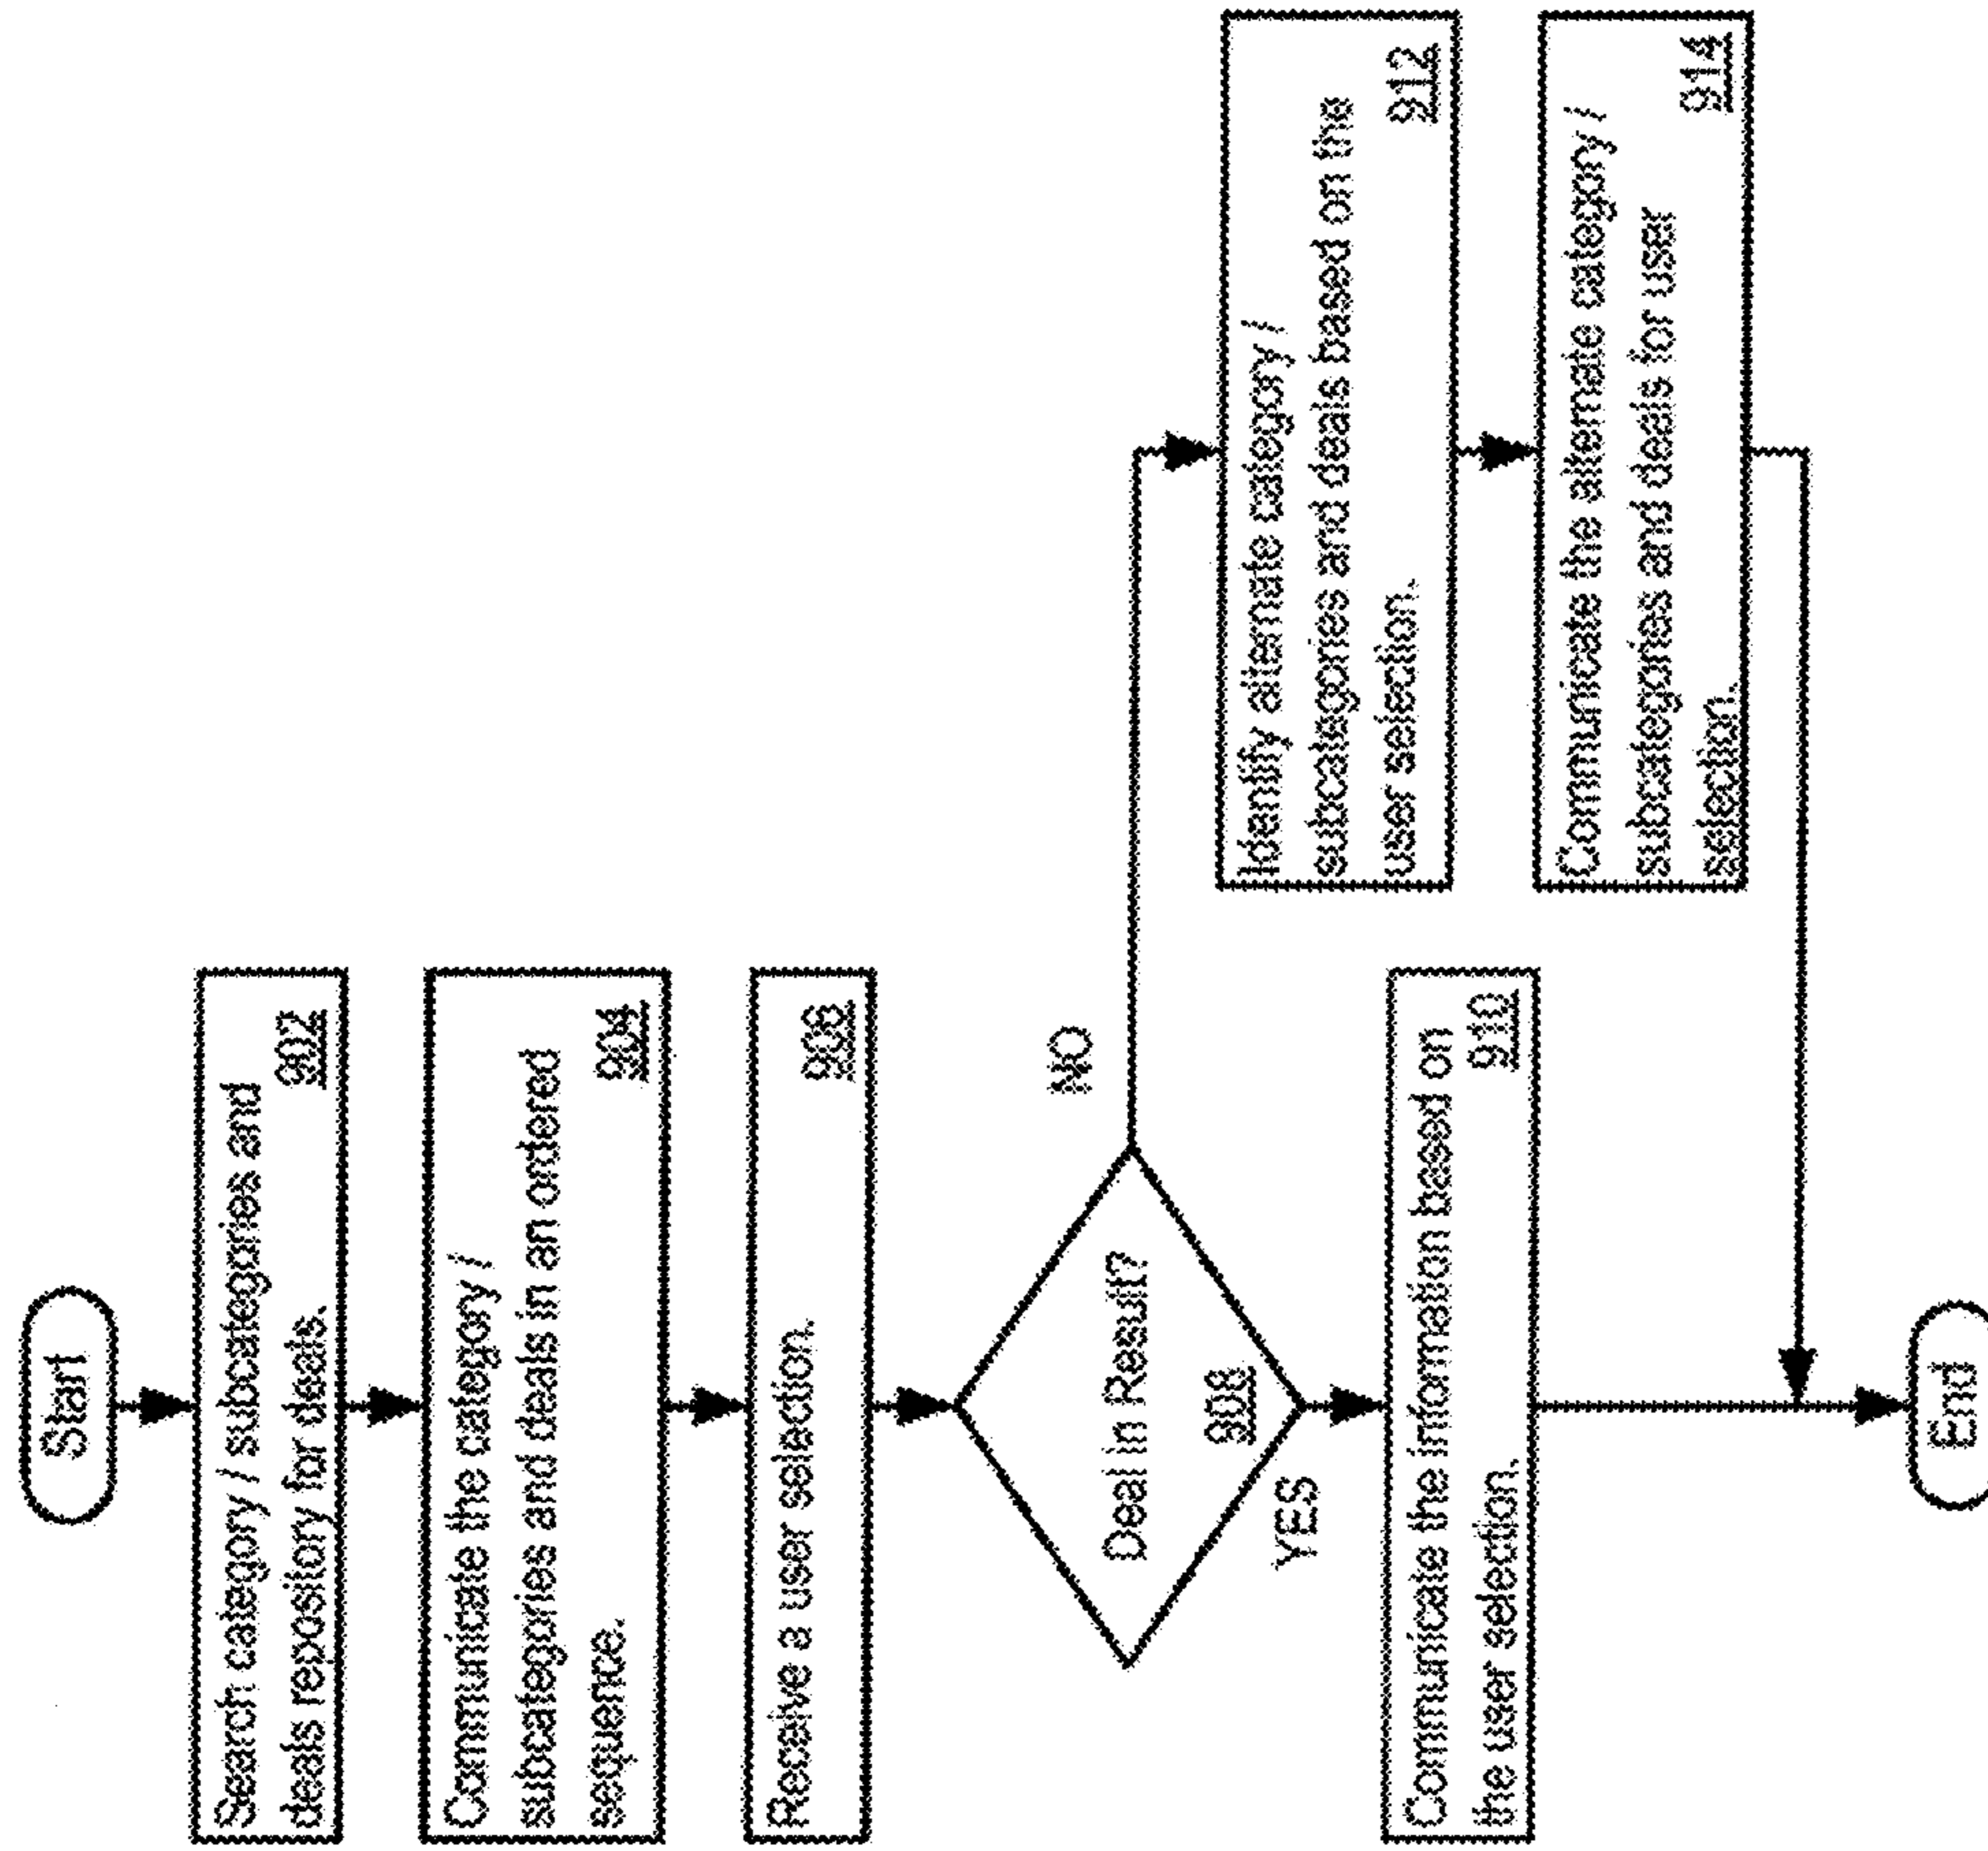 Start
Search category / subcategories and
deals repository for deals.
902
Communicate the category /
subcategories and deals in an ordered
sequence.
904
Receive a user selection.
906
Deal in Result?
908
NO
YES
Communicate the information based on
the user selection.
910
Identify alternate category /
subcategories and deals based on the
user selection.
912
Communicate the alternate category /
subcategories and deals for user
selection.
914
End